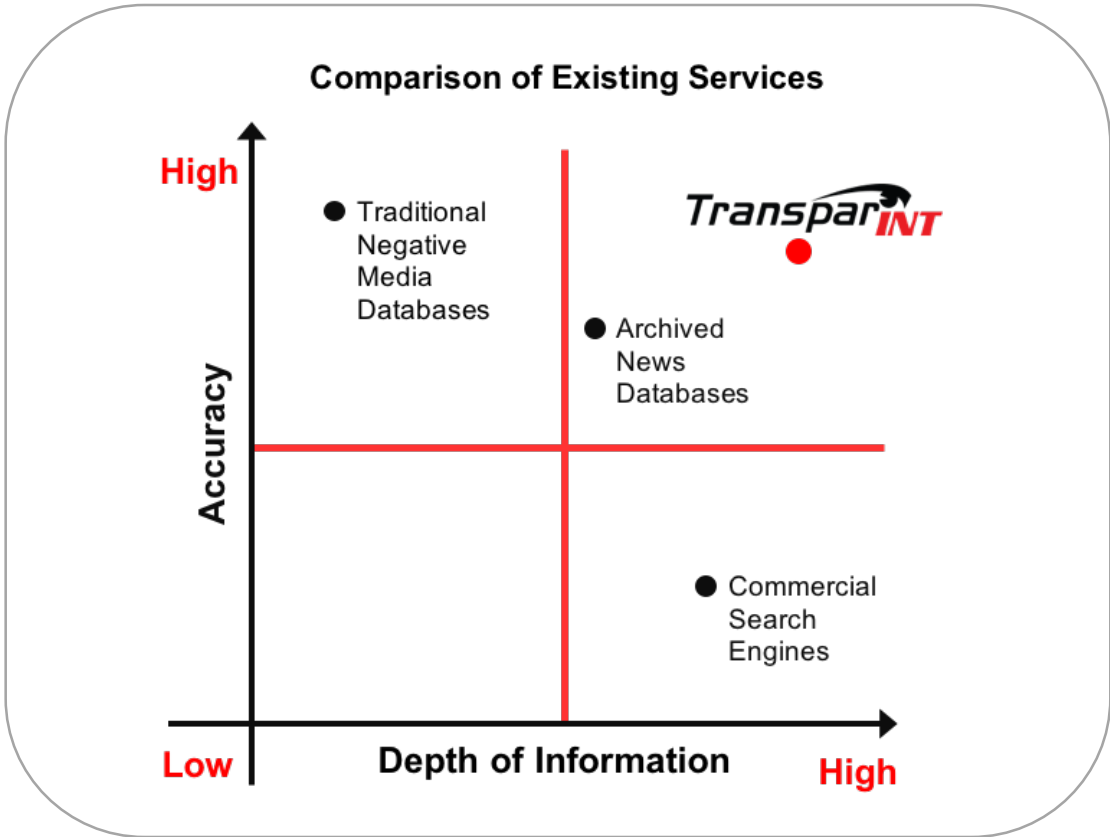 Comparison of Existing Services
High
TransparINT
Traditional
Negative
Media
Databases
Archived
News
Databases
Accuracy
Commercial
Search
Engines
Low
Depth of Information
High